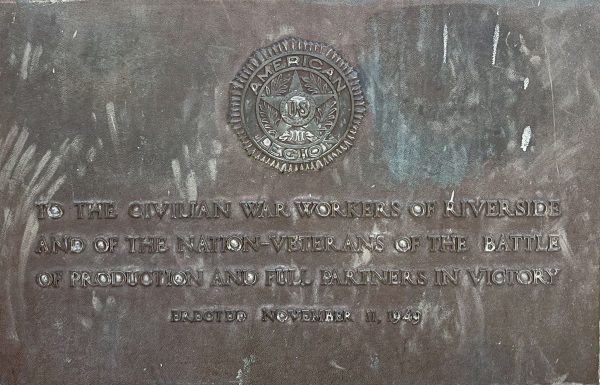 AMERICAN
US
LEGION
TO THE CIVILIAN WAR WORKERS OF RIVERSIDE
AND OF THE NATION-VETERANS OF THE BATTLE
OF PRODUCTION AND FULL PARTNERS IN VICTORY
ERECTED NOVEMBER 11, 1949